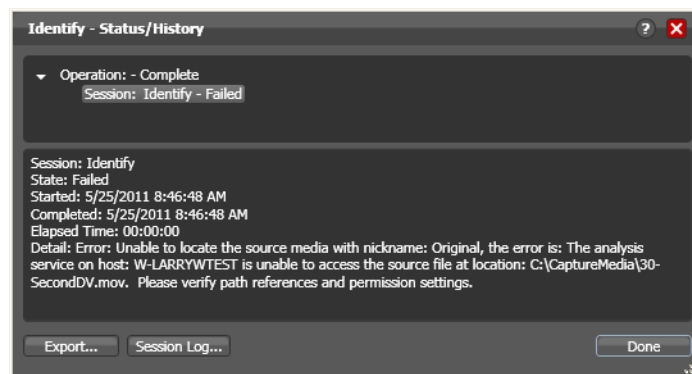 Identify - Status/History
?
X
Operation: - Complete
Session: Identify - Failed
Session: Identify
State: Failed
Started: 5/25/2011 8:46:48 AM
Completed: 5/25/2011 8:46:48 AM
Elapsed Time: 00:00:00
Detail: Error: Unable to locate the source media with nickname: Original, the error is: The analysis
service on host: W-LARRYWTEST is unable to access the source file at location: C:\CaptureMedia\30-
SecondDV.mov.  Please verify path references and permission settings.
Export...
Session Log...
Done